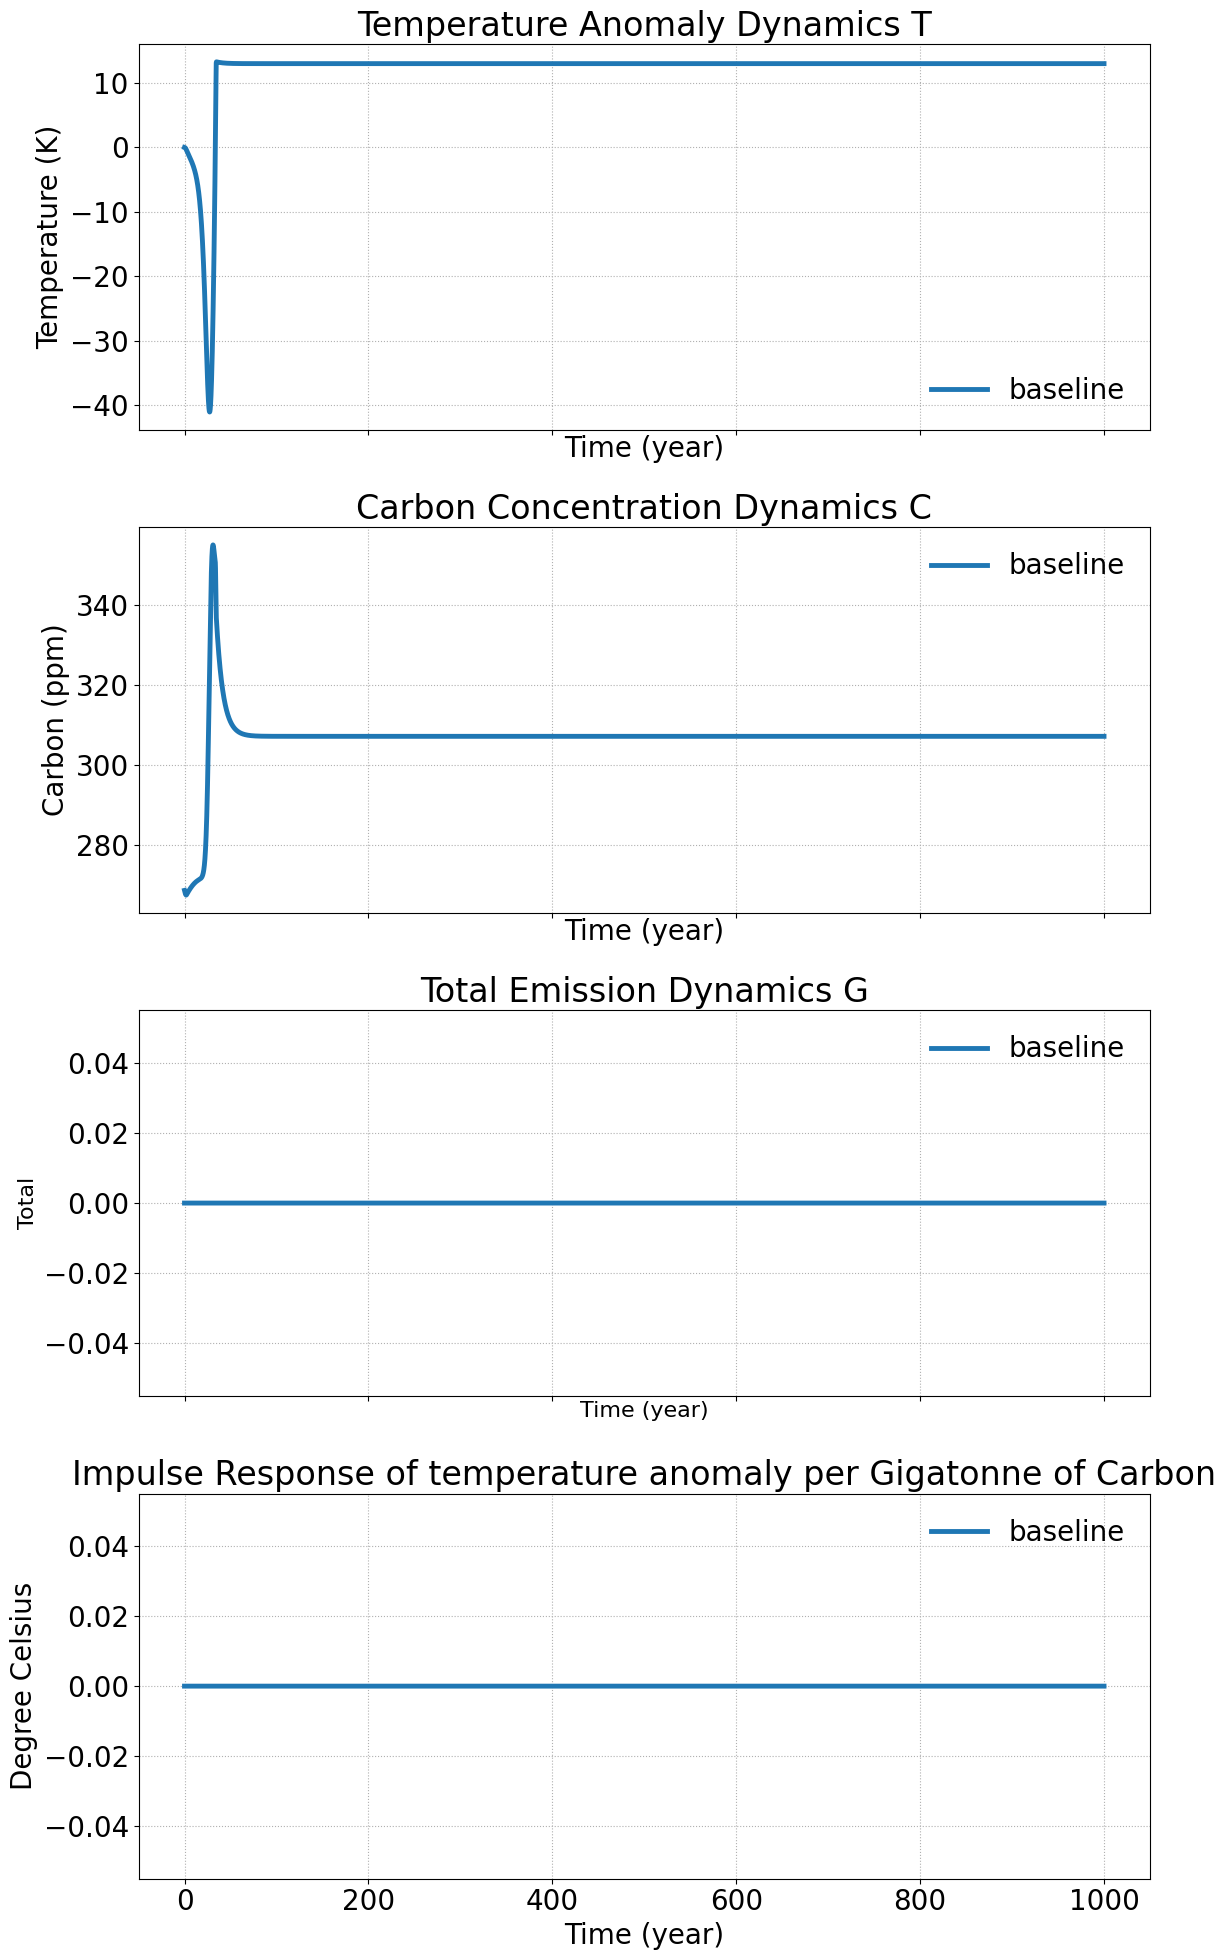 Temperature Anomaly Dynamics T
10
0
−10
−20
−30
−40
Temperature (K)
baseline
Time (year)
Carbon Concentration Dynamics C
340
320
300
280
Carbon (ppm)
baseline
Time (year)
Total Emission Dynamics G
0.04
0.02
0.00
−0.02
−0.04
Total
baseline
Time (year)
Impulse Response of temperature anomaly per Gigatonne of Carbon
0.04
0.02
0.00
−0.02
−0.04
Degree Celsius
baseline
0 200 400 600 800 1000
Time (year)